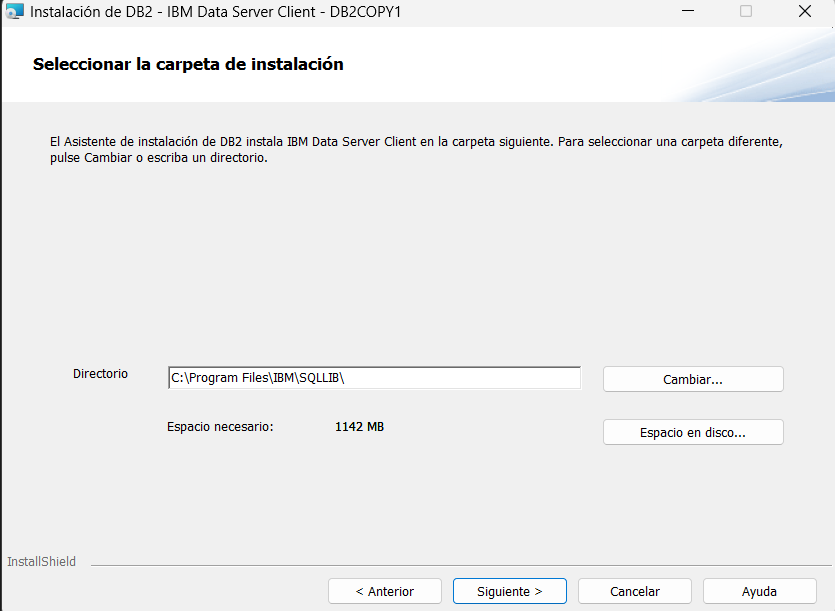 Instalación de DB2 - IBM Data Server Client - DB2COPY1
Seleccionar la carpeta de instalación
El Asistente de instalación de DB2 instala IBM Data Server Client en la carpeta siguiente. Para seleccionar una carpeta diferente,
pulse Cambiar o escriba un directorio.
Directorio
C:\Program Files\IBM\SQLLIB\
Cambiar...
Espacio necesario:
1142 MB
Espacio en disco...
InstallShield
< Anterior
Siguiente >
Cancelar
Ayuda